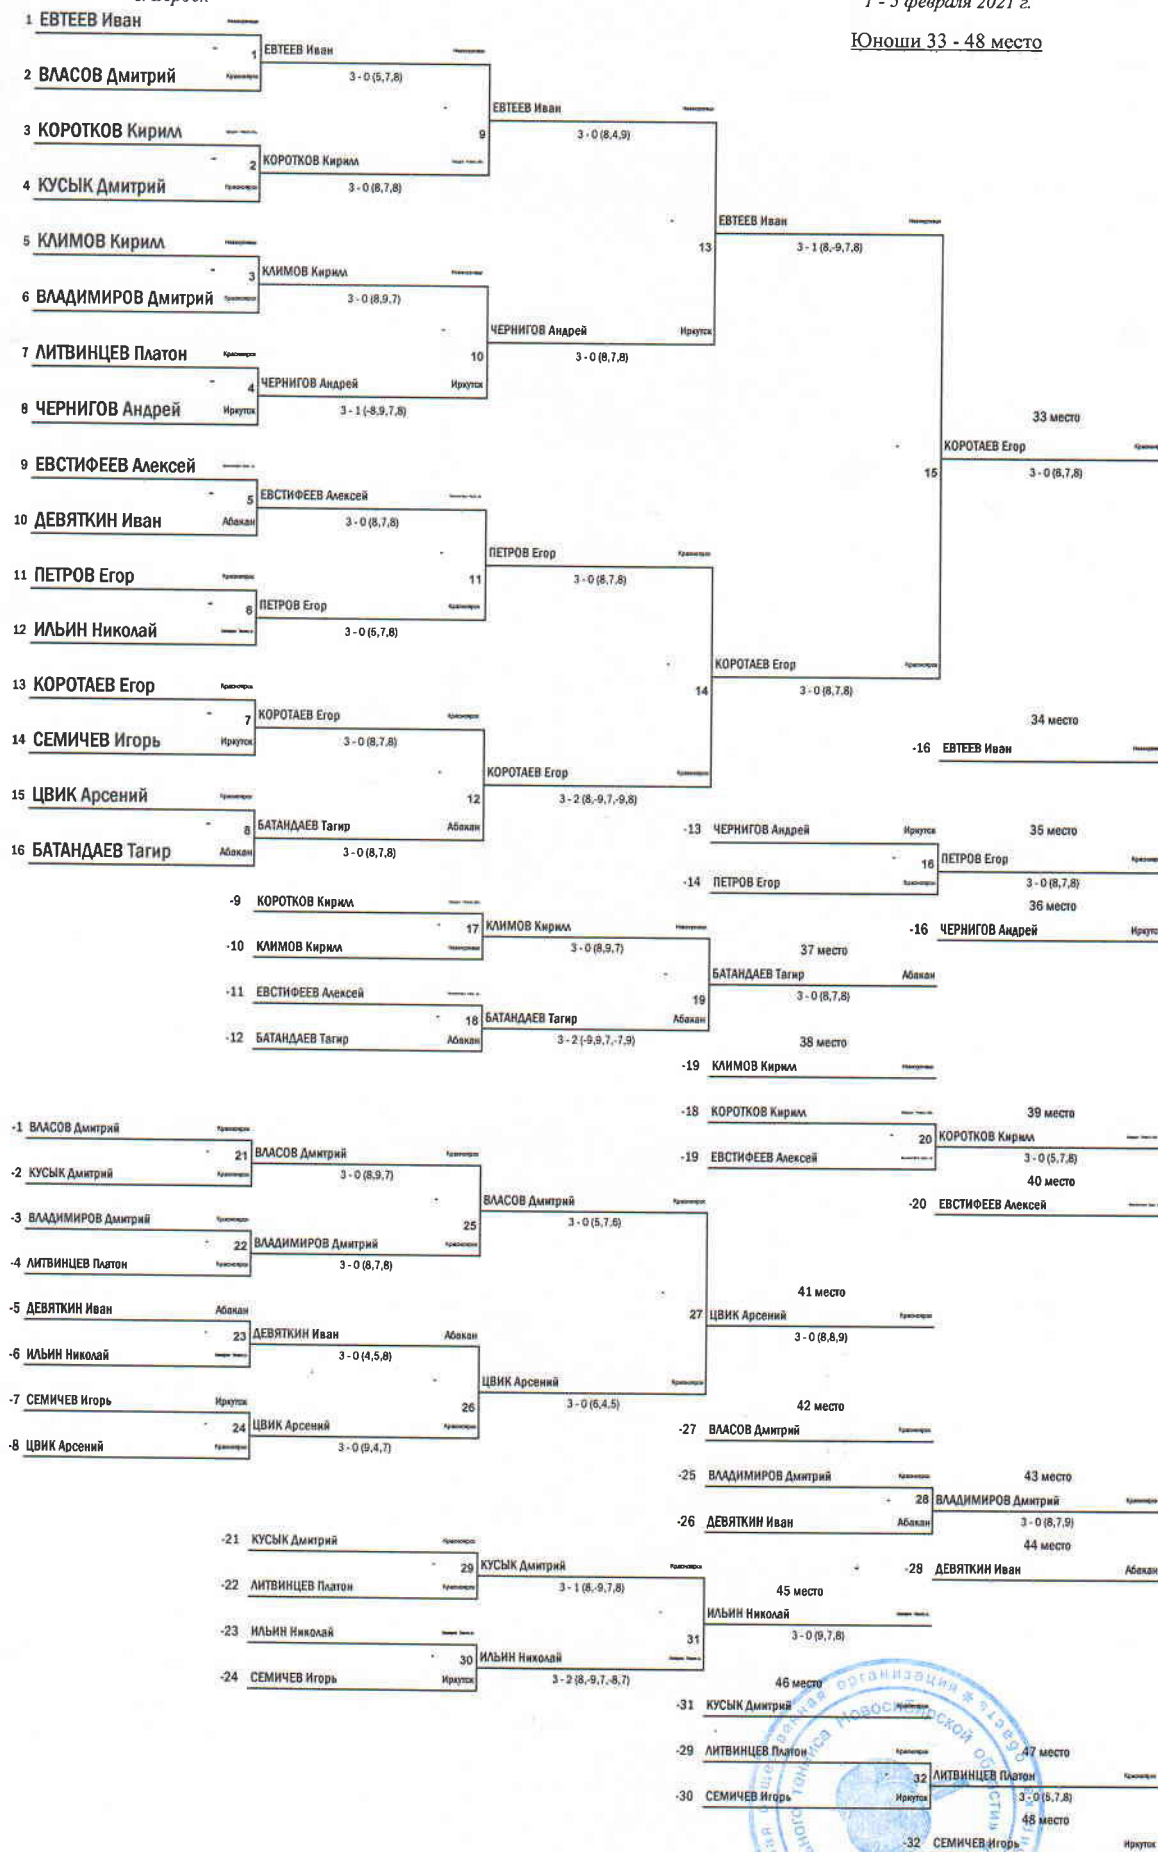 1 - 5 февраля 2021 г.
Юноши 33 - 48 место
1 ЕВТЕЕВ Иван
1 ЕВТЕЕВ Иван
2 ВЛАСОВ Дмитрий
3 - 0 (5,7,8)
9 ЕВТЕЕВ Иван
3 - 0 (8,4,9)
3 КОРОТКОВ Кирилл
2 КОРОТКОВ Кирилл
4 КУСЫК Дмитрий
3 - 0 (8,7,8)
13 ЕВТЕЕВ Иван
3 - 1 (8,-9,7,8)
5 КЛИМОВ Кирилл
3 КЛИМОВ Кирилл
6 ВЛАДИМИРОВ Дмитрий
3 - 0 (8,9,7)
10 ЧЕРНИГОВ Андрей Иркутск
3 - 0 (8,7,8)
7 ЛИТВИНЦЕВ Платон Красноярск
4 ЧЕРНИГОВ Андрей Иркутск
8 ЧЕРНИГОВ Андрей Иркутск
3 - 1 (-8,9,7,8)
33 место
15 КОРОТАЕВ Егор
3 - 0 (8,7,8)
9 ЕВСТИФЕЕВ Алексей
5 ЕВСТИФЕЕВ Алексей
10 ДЕВЯТКИН Иван Абакан
3 - 0 (8,7,8)
11 ПЕТРОВ Егор
3 - 0 (8,7,8)
11 ПЕТРОВ Егор
6 ПЕТРОВ Егор
12 ИЛЬИН Николай
3 - 0 (5,7,8)
14 КОРОТАЕВ Егор
3 - 0 (8,7,8)
13 КОРОТАЕВ Егор
7 КОРОТАЕВ Егор
14 СЕМИЧЕВ Игорь Иркутск
3 - 0 (8,7,8)
34 место
-16 ЕВТЕЕВ Иван
12 КОРОТАЕВ Егор
3 - 2 (8,-9,7,-9,8)
15 ЦВИК Арсений
8 БАТАНДАЕВ Тагир Абакан
16 БАТАНДАЕВ Тагир Абакан
3 - 0 (8,7,8)
-13 ЧЕРНИГОВ Андрей Иркутск
35 место
16 ПЕТРОВ Егор
-14 ПЕТРОВ Егор
3 - 0 (8,7,8)
36 место
-16 ЧЕРНИГОВ Андрей
-9 КОРОТКОВ Кирилл
17 КЛИМОВ Кирилл
-10 КЛИМОВ Кирилл
3 - 0 (8,9,7)
37 место
19 БАТАНДАЕВ Тагир Абакан
3 - 0 (8,7,8)
-11 ЕВСТИФЕЕВ Алексей
18 БАТАНДАЕВ Тагир Абакан
-12 БАТАНДАЕВ Тагир Абакан
3 - 2 (-9,9,7,-7,9)
38 место
-19 КЛИМОВ Кирилл
-18 КОРОТКОВ Кирилл
39 место
20 КОРОТКОВ Кирилл
-19 ЕВСТИФЕЕВ Алексей
3 - 0 (5,7,8)
40 место
-20 ЕВСТИФЕЕВ Алексей
-1 ВЛАСОВ Дмитрий
21 ВЛАСОВ Дмитрий
-2 КУСЫК Дмитрий
3 - 0 (8,9,7)
25 ВЛАСОВ Дмитрий
3 - 0 (5,7,6)
-3 ВЛАДИМИРОВ Дмитрий
22 ВЛАДИМИРОВ Дмитрий
-4 ЛИТВИНЦЕВ Платон
3 - 0 (8,7,8)
41 место
27 ЦВИК Арсений
3 - 0 (8,8,9)
-5 ДЕВЯТКИН Иван Абакан
23 ДЕВЯТКИН Иван Абакан
-6 ИЛЬИН Николай
3 - 0 (4,5,8)
26 ЦВИК Арсений
3 - 0 (6,4,5)
-7 СЕМИЧЕВ Игорь Иркутск
24 ЦВИК Арсений
-8 ЦВИК Арсений
3 - 0 (9,4,7)
42 место
-27 ВЛАСОВ Дмитрий
-25 ВЛАДИМИРОВ Дмитрий
43 место
28 ВЛАДИМИРОВ Дмитрий
-26 ДЕВЯТКИН Иван Абакан
3 - 0 (8,7,9)
44 место
-28 ДЕВЯТКИН Иван Абакан
-21 КУСЫК Дмитрий
29 КУСЫК Дмитрий
-22 ЛИТВИНЦЕВ Платон
3 - 1 (8,-9,7,8)
45 место
31 ИЛЬИН Николай
3 - 0 (9,7,8)
-23 ИЛЬИН Николай
30 ИЛЬИН Николай
-24 СЕМИЧЕВ Игорь Иркутск
3 - 2 (8,-9,7,-8,7)
46 место
-31 КУСЫК Дмитрий
-29 ЛИТВИНЦЕВ Платон
47 место
32 ЛИТВИНЦЕВ Платон
-30 СЕМИЧЕВ Игорь Иркутск
3 - 0 (5,7,8)
48 место
-32 СЕМИЧЕВ Игорь Иркутск
общественная организация
тенниса Новосибирской области